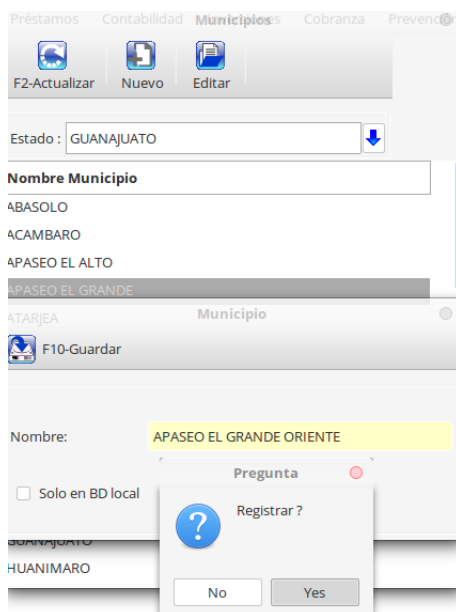 Préstamos Contabilidad Municipios Cobranza
F2-Actualizar Nuevo Editar
Estado : GUANAJUATO
Nombre Municipio
ABASOLO
ACAMBARO
APASEO EL ALTO
APASEO EL GRANDE
ATARJEA
Municipio
F10-Guardar
Nombre: APASEO EL GRANDE ORIENTE
Pregunta
Solo en BD local
Registrar ?
GUANAJUATO
HUANIMARO
No Yes